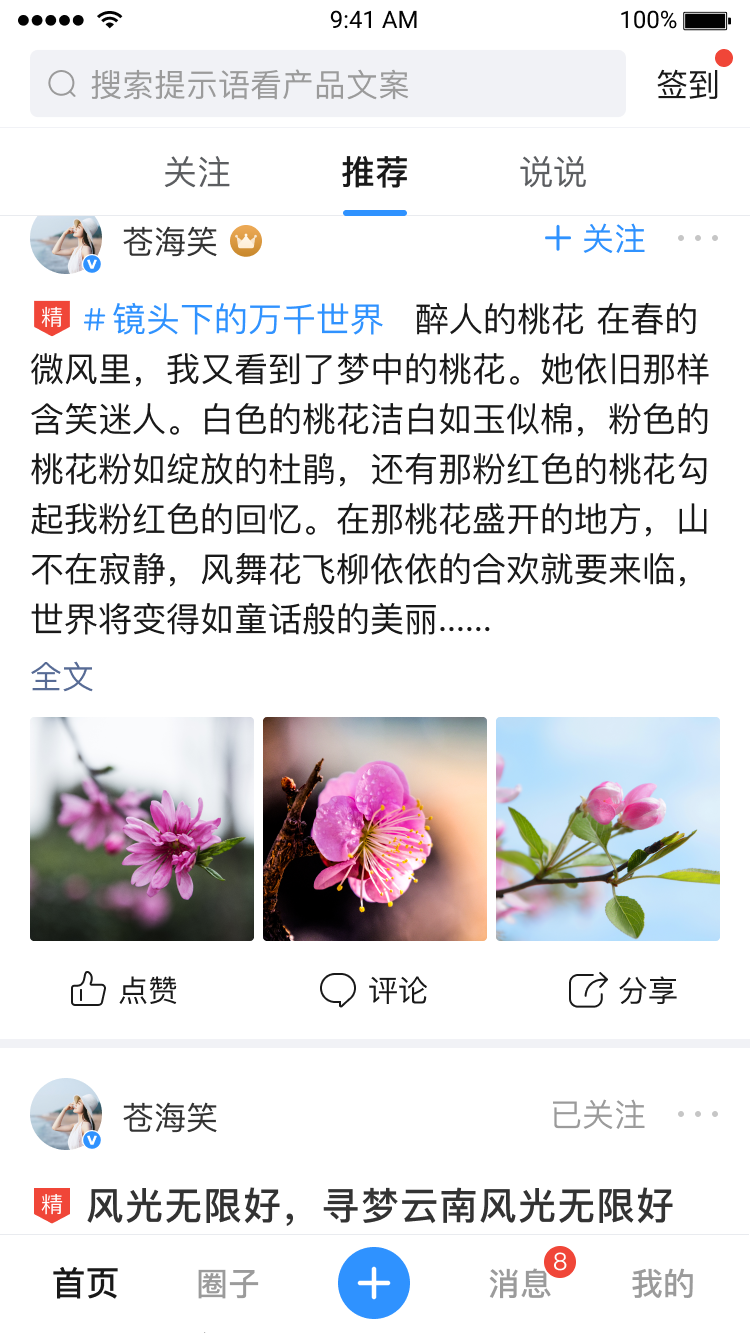 9:41 AM 100%
搜索提示语看产品文案 签到
关注 推荐 说说
苍海笑 + 关注
精 #镜头下的万千世界 醉人的桃花 在春的
微风里，我又看到了梦中的桃花。她依旧那样
含笑迷人。白色的桃花洁白如玉似棉，粉色的
桃花粉如绽放的杜鹃，还有那粉红色的桃花勾
起我粉红色的回忆。在那桃花盛开的地方，山
不在寂静，风舞花飞柳依依的合欢就要来临，
世界将变得如童话般的美丽......
全文
点赞 评论 分享
苍海笑 已关注
精 风光无限好，寻梦云南风光无限好
首页 圈子 消息 8 我的